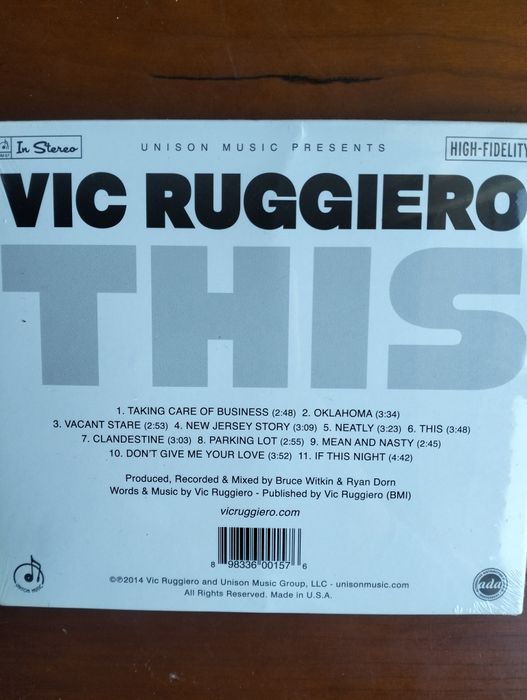 In Stereo
UNISON MUSIC PRESENTS
HIGH-FIDELITY
VIC RUGGIERO
THIS
1. TAKING CARE OF BUSINESS (2:48) 2. OKLAHOMA (3:34)
3. VACANT STARE (2:53) 4. NEW JERSEY STORY (3:09) 5. NEATLY (3:23) 6. THIS (3:48)
7. CLANDESTINE (3:03) 8. PARKING LOT (2:55) 9. MEAN AND NASTY (2:45)
10. DON'T GIVE ME YOUR LOVE (3:52) 11. IF THIS NIGHT (4:42)
Produced, Recorded & Mixed by Bruce Witkin & Ryan Dorn
Words & Music by Vic Ruggiero - Published by Vic Ruggiero (BMI)
vicruggiero.com
8 98336 00157 6
©℗2014 Vic Ruggiero and Unison Music Group, LLC - unisonmusic.com
All Rights Reserved. Made in U.S.A.
UNISON MUSIC
ada